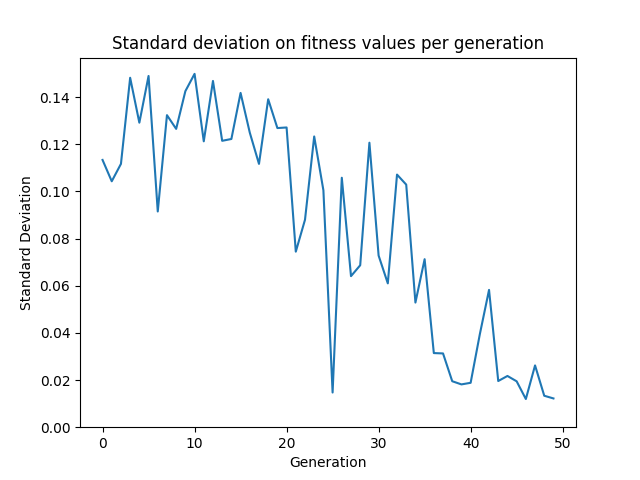 Standard deviation on fitness values per generation
0.14
0.12
0.10
0.08
0.06
0.04
0.02
0.00
Standard Deviation
0 10 20 30 40 50
Generation